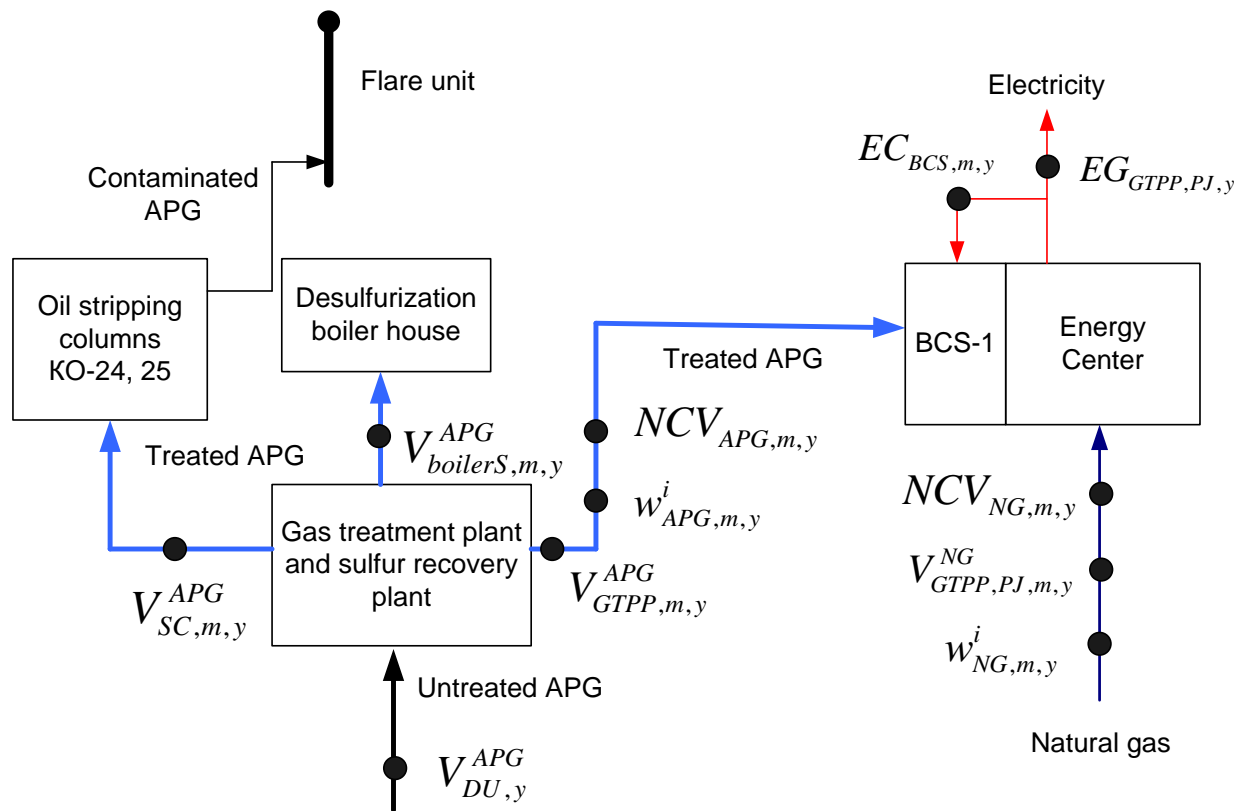 Flare unit
Electricity
EC_{BCS,m,y}
EG_{GTPP,PJ,y}
Contaminated
APG
Oil stripping
columns
КО-24, 25
Desulfurization
boiler house
BCS-1
Energy
Center
Treated APG
Treated APG
V^{APG}_{boilerS,m,y}
NCV_{APG,m,y}
w^{i}_{APG,m,y}
NCV_{NG,m,y}
Gas treatment plant
and sulfur recovery
plant
V^{APG}_{SC,m,y}
V^{APG}_{GTPP,m,y}
V^{NG}_{GTPP,PJ,m,y}
w^{i}_{NG,m,y}
Untreated APG
Natural gas
V^{APG}_{DU,y}